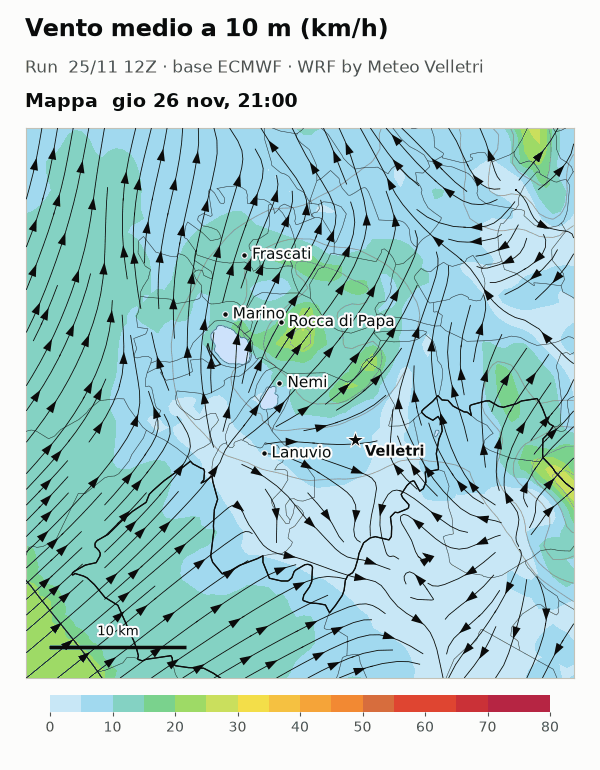 Vento medio a 10 m (km/h)
Run  25/11 12Z · base ECMWF · WRF by Meteo Velletri
Mappa  gio 26 nov, 21:00
Frascati
Marino
Rocca di Papa
Nemi
Velletri
Lanuvio
10 km
0 10 20 30 40 50 60 70 80